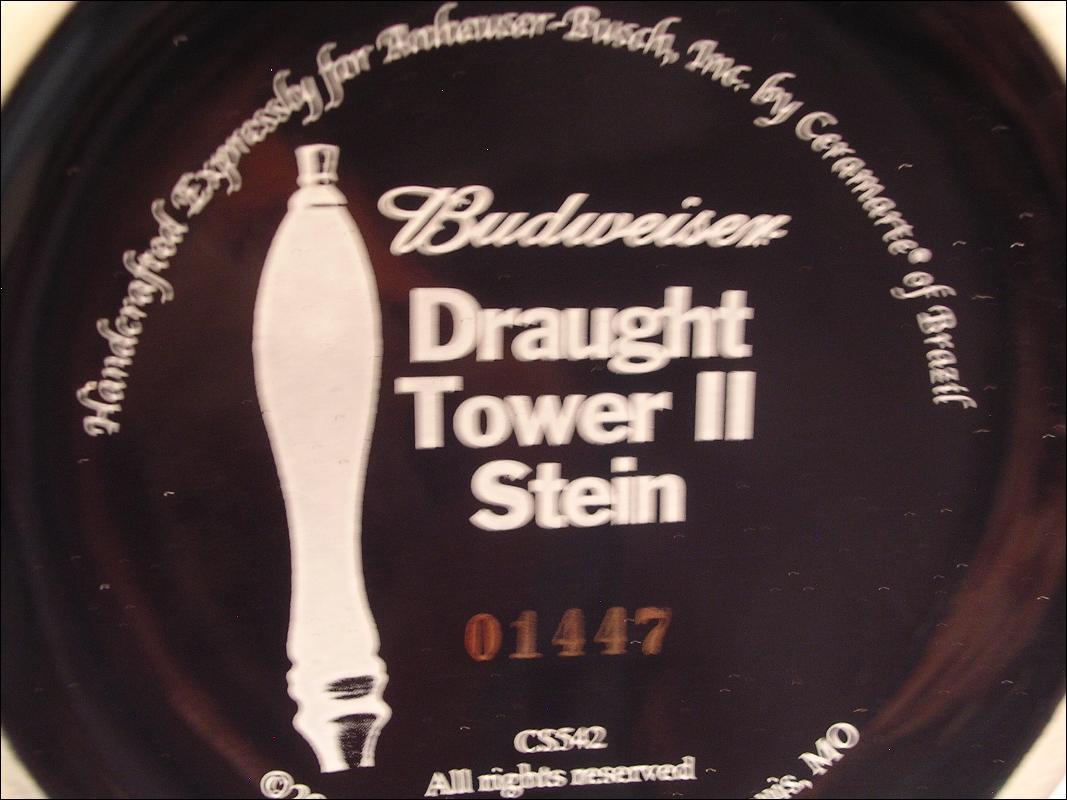 Handcrafted Expressly for Anheuser-Busch, Inc. by Ceramarte® of Brazil
Budweiser
Draught
Tower II
Stein
01447
CS542
All rights reserved
MO